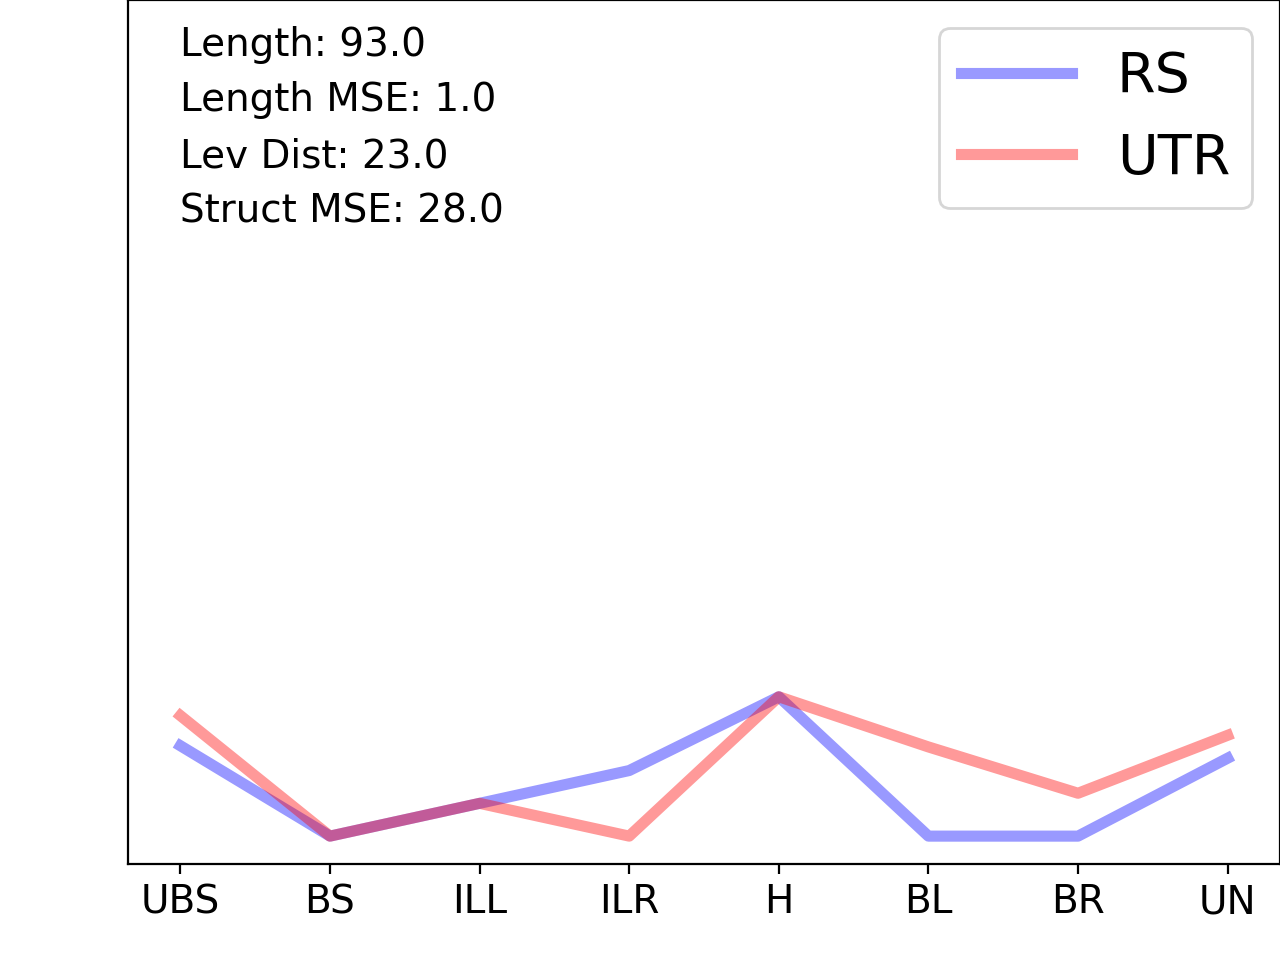 Length: 93.0
Length MSE: 1.0
Lev Dist: 23.0
Struct MSE: 28.0
RS
UTR
UBS BS ILL ILR H BL BR UN